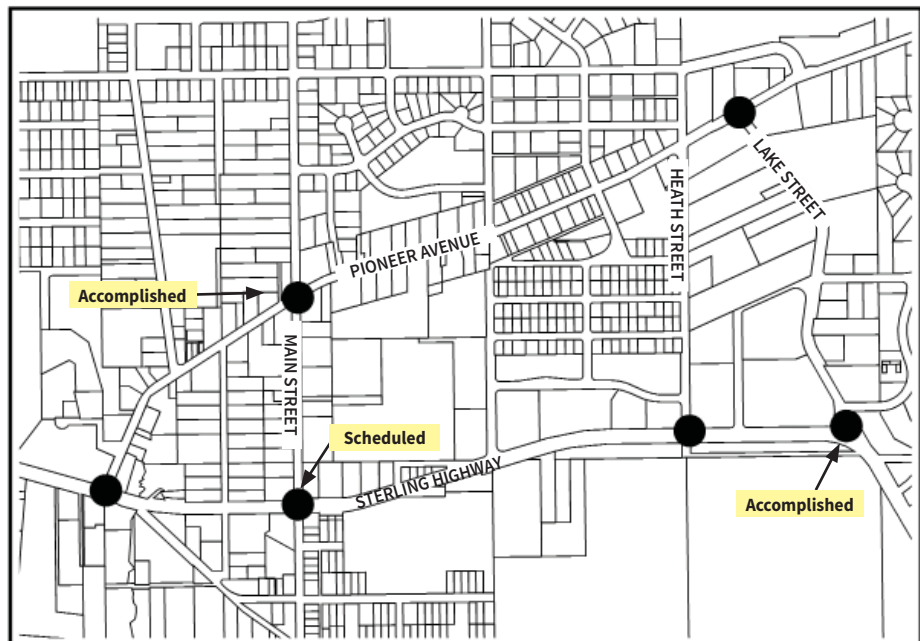 LAKE STREET
HEATH STREET
PIONEER AVENUE
Accomplished
MAIN STREET
Scheduled
STERLING HIGHWAY
Accomplished